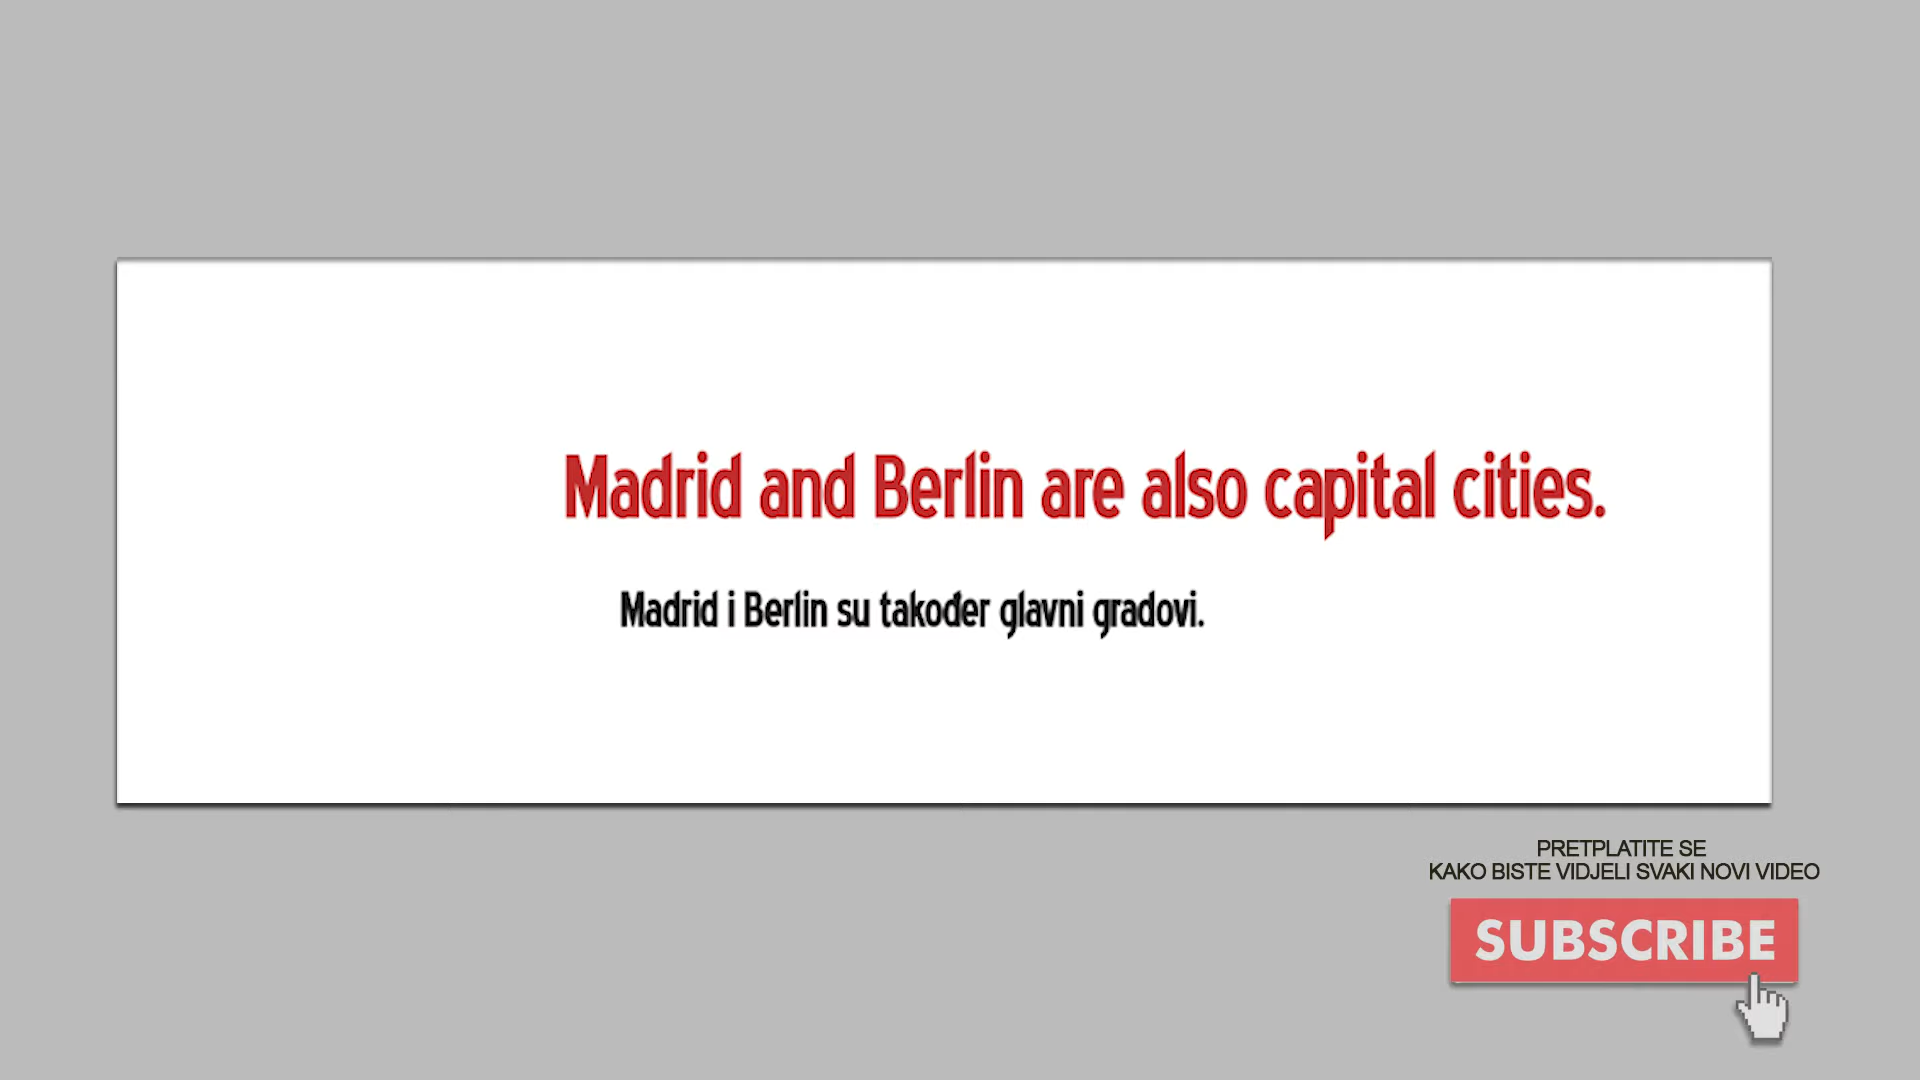 Madrid and Berlin are also capital cities.
Madrid i Berlin su također glavni gradovi.
PRETPLATITE SE
KAKO BISTE VIDJELI SVAKI NOVI VIDEO
SUBSCRIBE